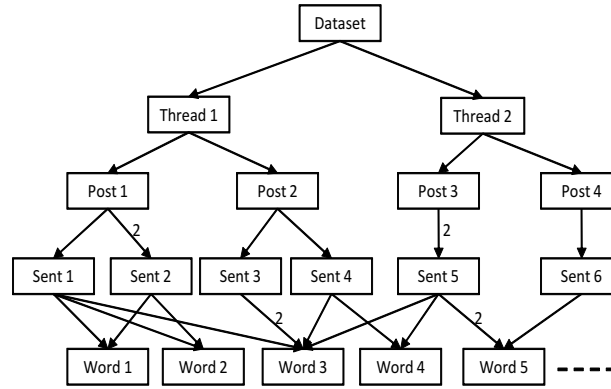 Dataset
Thread 1 Thread 2
Post 1 Post 2 Post 3 Post 4
2 2
Sent 1 Sent 2 Sent 3 Sent 4 Sent 5 Sent 6
2 2
Word 1 Word 2 Word 3 Word 4 Word 5